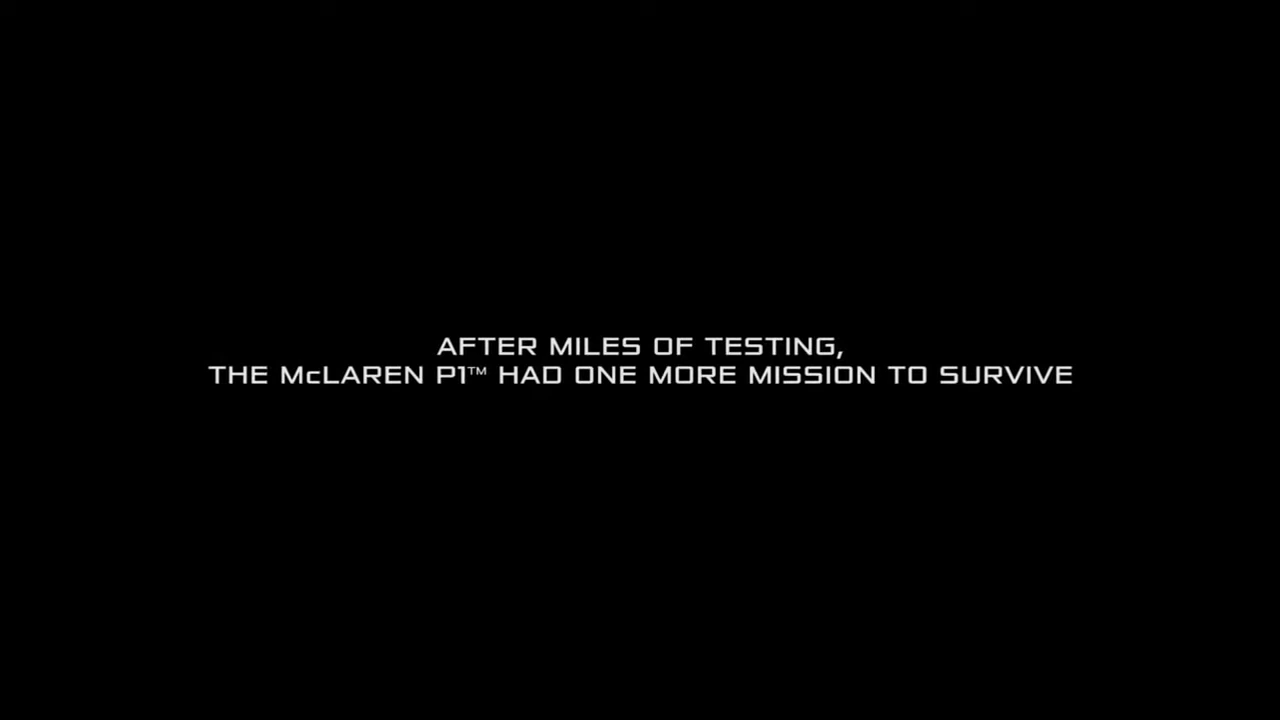 AFTER MILES OF TESTING,
THE McLAREN P1™ HAD ONE MORE MISSION TO SURVIVE